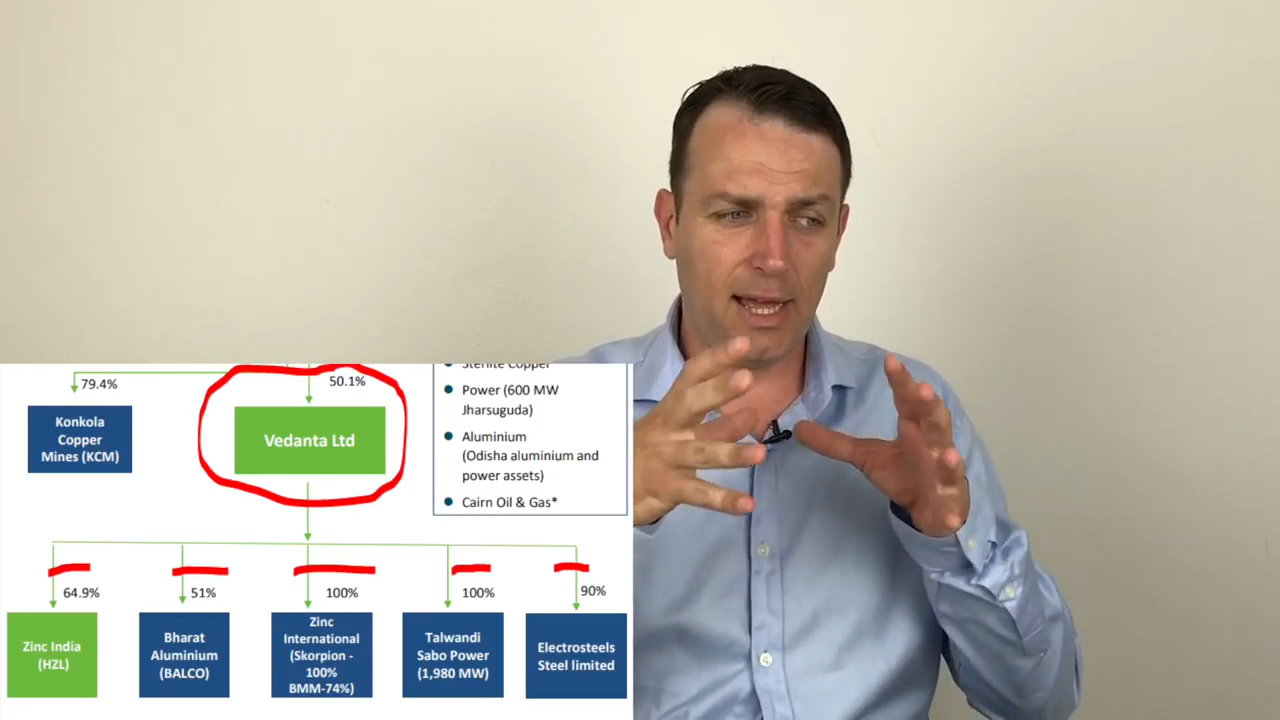 79.4%
50.1%
Konkola
Copper
Mines (KCM)
Vedanta Ltd
Sterlite Copper
Power (600 MW
Jharsuguda)
Aluminium
(Odisha aluminium and
power assets)
Cairn Oil & Gas*
64.9%
51%
100%
100%
90%
Zinc India
(HZL)
Bharat
Aluminium
(BALCO)
Zinc
International
(Skorpion -
100%
BMM-74%)
Talwandi
Sabo Power
(1,980 MW)
Electrosteels
Steel limited